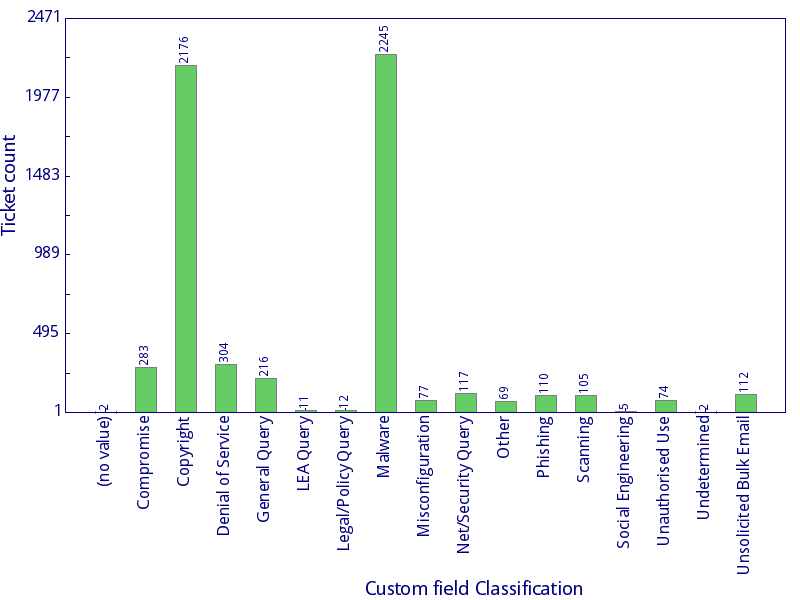 2471
1977
1483
989
495
1
Ticket count
2
283
2176
304
216
11
12
2245
77
117
69
110
105
5
74
2
112
(no value)
Compromise
Copyright
Denial of Service
General Query
LEA Query
Legal/Policy Query
Malware
Misconfiguration
Net/Security Query
Other
Phishing
Scanning
Social Engineering
Unauthorised Use
Undetermined
Unsolicited Bulk Email
Custom field Classification